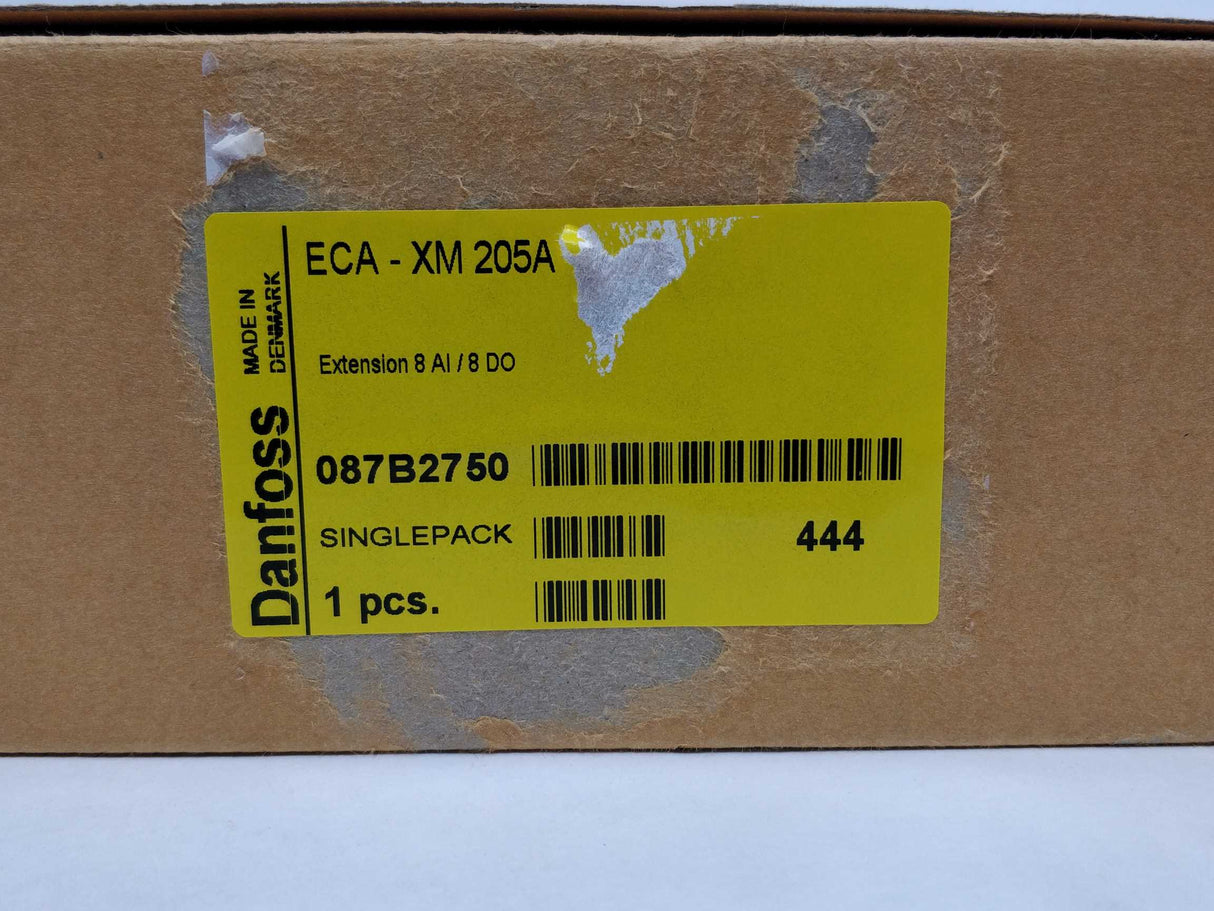 ECA - XM 205A
Extension 8 AI / 8 DO
087B2750
SINGLEPACK
444
1 pcs.
Danfoss
MADE IN
DENMARK